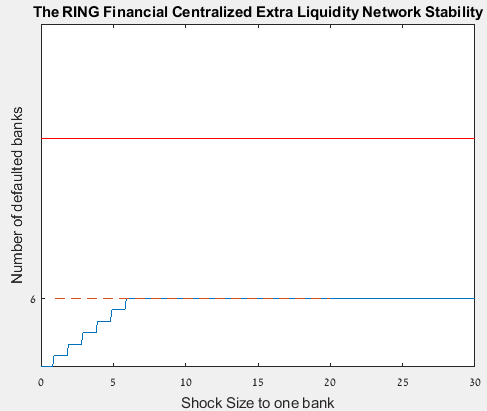 The RING Financial Centralized Extra Liquidity Network Stability
Number of defaulted banks
6
0 5 10 15 20 25 30
Shock Size to one bank